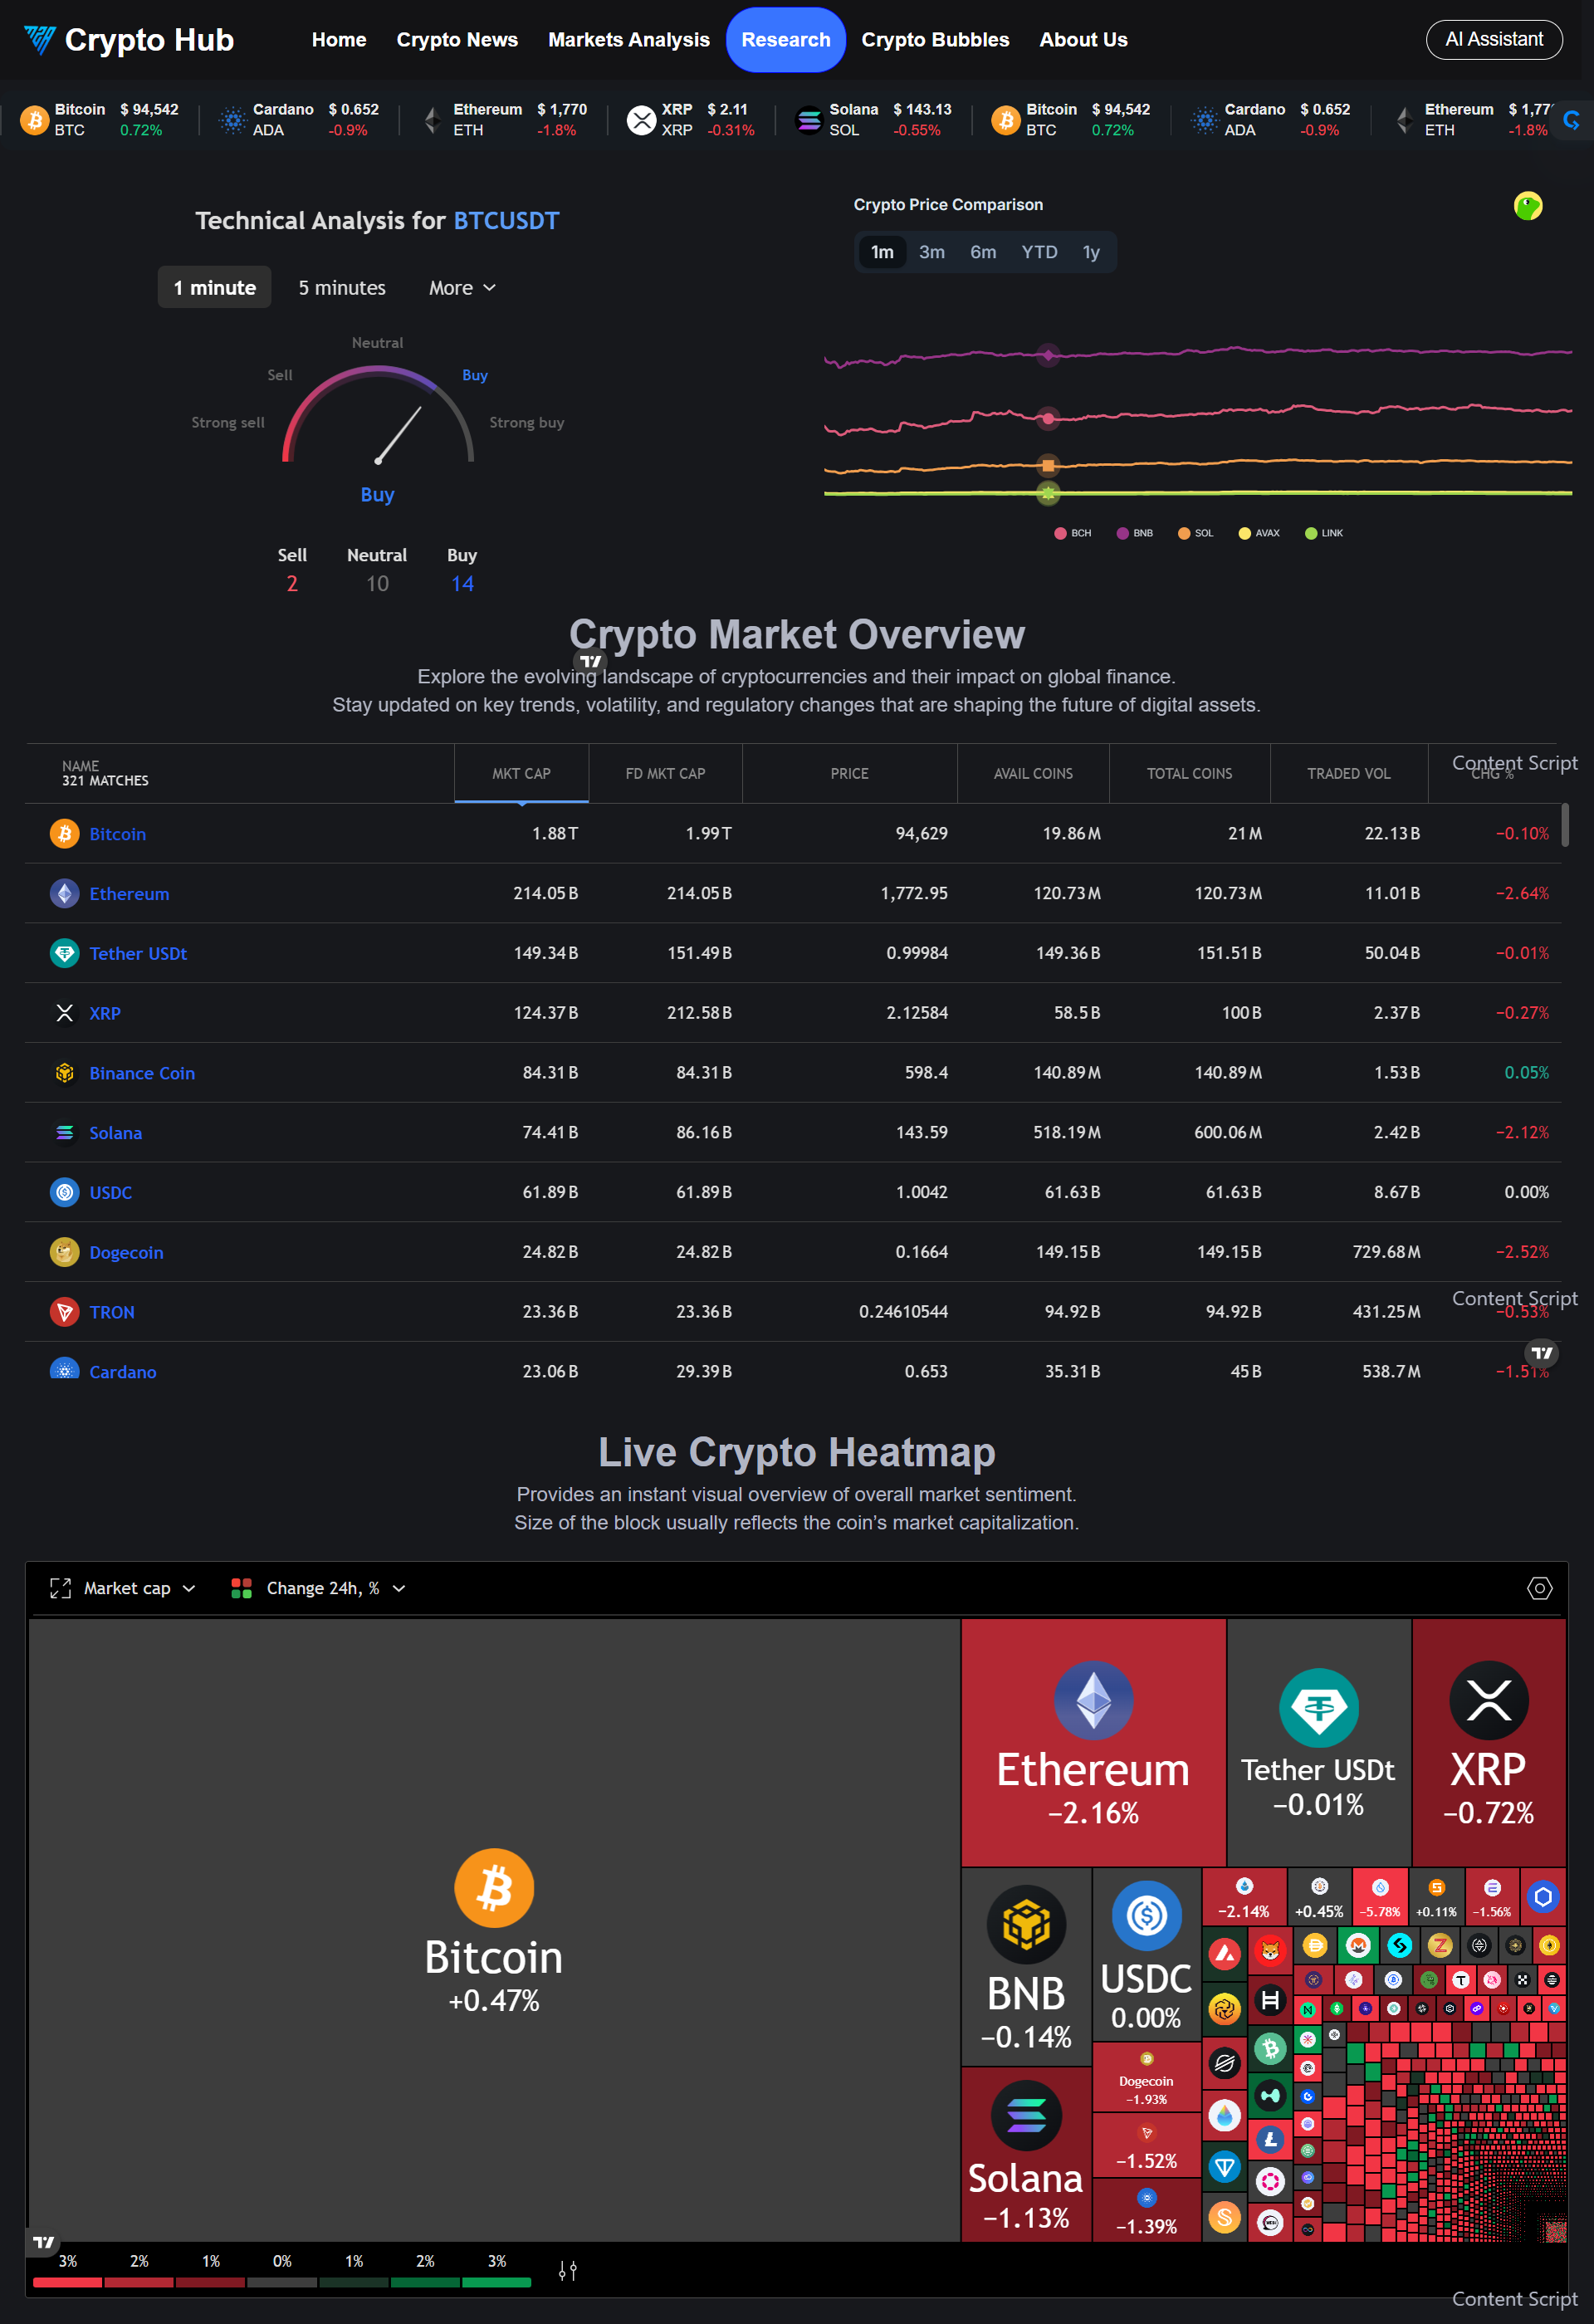 Crypto Hub
Home Crypto News Markets Analysis Research Crypto Bubbles About Us
AI Assistant
Bitcoin $ 94,542 Cardano $ 0.652 Ethereum $ 1,770 XRP $ 2.11 Solana $ 143.13 Bitcoin $ 94,542 Cardano $ 0.652 Ethereum $ 1,77
BTC 0.72% ADA -0.9% ETH -1.8% XRP -0.31% SOL -0.55% BTC 0.72% ADA -0.9% ETH -1.8%
Technical Analysis for BTCUSDT
1 minute 5 minutes More
Neutral
Sell Buy
Strong sell Strong buy
Buy
Sell Neutral Buy
2 10 14
Crypto Price Comparison
1m 3m 6m YTD 1y
BCH BNB SOL AVAX LINK
Crypto Market Overview
Explore the evolving landscape of cryptocurrencies and their impact on global finance.
Stay updated on key trends, volatility, and regulatory changes that are shaping the future of digital assets.
Content Script
NAME MKT CAP FD MKT CAP PRICE AVAIL COINS TOTAL COINS TRADED VOL CHG %
321 MATCHES
Bitcoin 1.88 T 1.99 T 94,629 19.86 M 21 M 22.13 B −0.10%
Ethereum 214.05 B 214.05 B 1,772.95 120.73 M 120.73 M 11.01 B −2.64%
Tether USDt 149.34 B 151.49 B 0.99984 149.36 B 151.51 B 50.04 B −0.01%
XRP 124.37 B 212.58 B 2.12584 58.5 B 100 B 2.37 B −0.27%
Binance Coin 84.31 B 84.31 B 598.4 140.89 M 140.89 M 1.53 B 0.05%
Solana 74.41 B 86.16 B 143.59 518.19 M 600.06 M 2.42 B −2.12%
USDC 61.89 B 61.89 B 1.0042 61.63 B 61.63 B 8.67 B 0.00%
Dogecoin 24.82 B 24.82 B 0.1664 149.15 B 149.15 B 729.68 M −2.52%
Content Script
TRON 23.36 B 23.36 B 0.24610544 94.92 B 94.92 B 431.25 M −0.53%
Cardano 23.06 B 29.39 B 0.653 35.31 B 45 B 538.7 M −1.51%
Live Crypto Heatmap
Provides an instant visual overview of overall market sentiment.
Size of the block usually reflects the coin’s market capitalization.
Market cap Change 24h, %
Bitcoin
+0.47%
Ethereum
−2.16%
Tether USDt
−0.01%
XRP
−0.72%
BNB
−0.14%
USDC
0.00%
−2.14% +0.45% −5.78% +0.11% −1.56%
Dogecoin
−1.93%
−1.52%
Solana
−1.13%
−1.39%
3% 2% 1% 0% 1% 2% 3%
Content Script